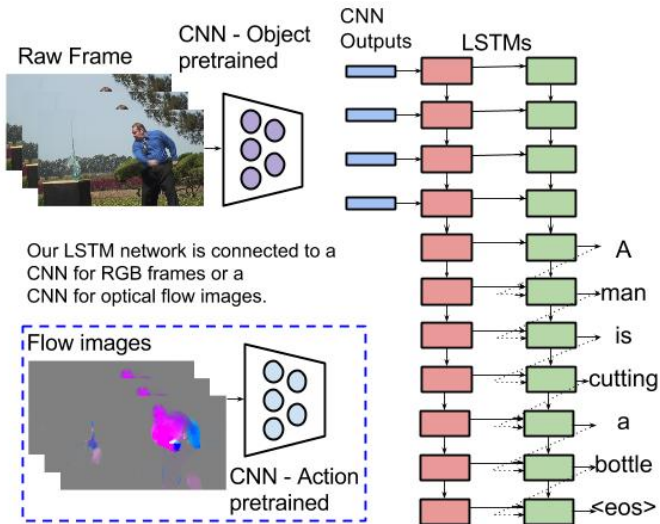 Raw Frame
CNN - Object
pretrained
CNN
Outputs
LSTMs
Our LSTM network is connected to a
CNN for RGB frames or a
CNN for optical flow images.
Flow images
CNN - Action
pretrained
A
man
is
cutting
a
bottle
<eos>